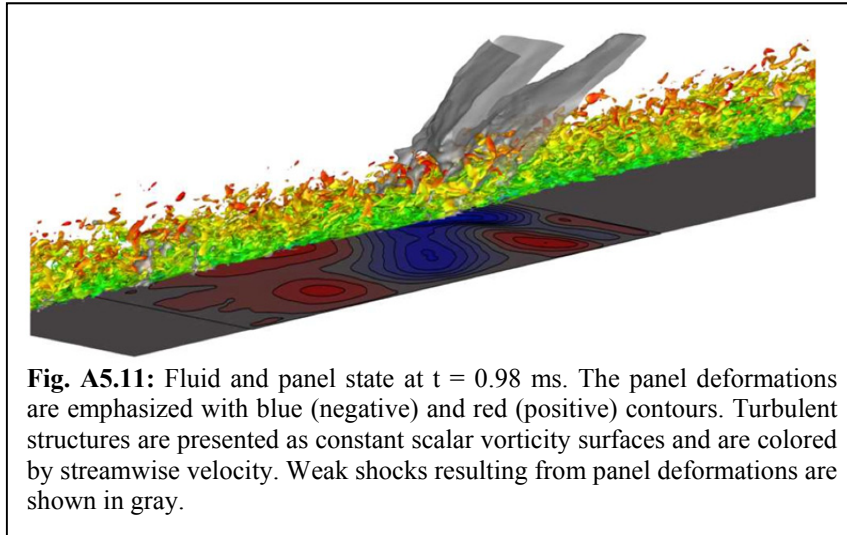 Fig. A5.11: Fluid and panel state at t = 0.98 ms. The panel deformations
are emphasized with blue (negative) and red (positive) contours. Turbulent
structures are presented as constant scalar vorticity surfaces and are colored
by streamwise velocity. Weak shocks resulting from panel deformations are
shown in gray.